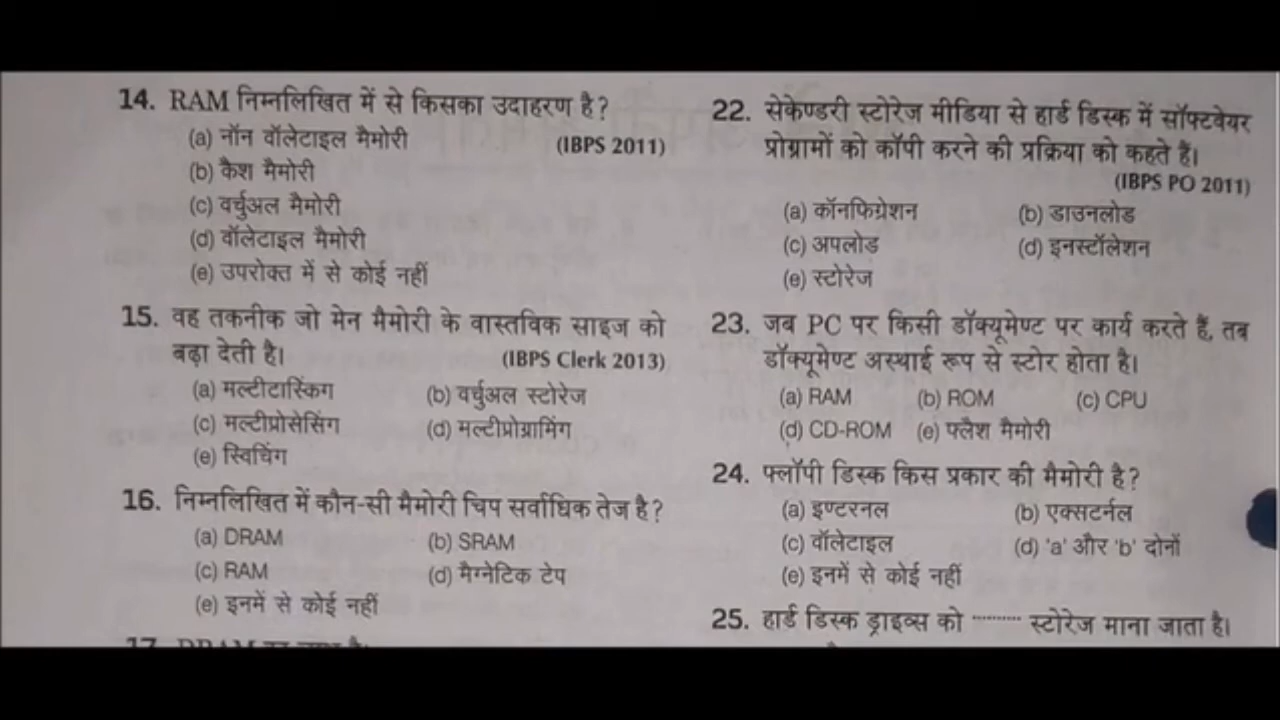 14. RAM निम्नलिखित में से किसका उदाहरण है?
(a) नॉन वॉलेटाइल मैमोरी (IBPS 2011)
(b) कैश मैमोरी
(c) वर्चुअल मैमोरी
(d) वॉलेटाइल मैमोरी
(e) उपरोक्त में से कोई नहीं
15. वह तकनीक जो मेन मैमोरी के वास्तविक साइज को
बढ़ा देती है। (IBPS Clerk 2013)
(a) मल्टीटास्किंग (b) वर्चुअल स्टोरेज
(c) मल्टीप्रोसेसिंग (d) मल्टीप्रोग्रामिंग
(e) स्विचिंग
16. निम्नलिखित में कौन-सी मैमोरी चिप सर्वाधिक तेज है?
(a) DRAM (b) SRAM
(c) RAM (d) मैग्नेटिक टेप
(e) इनमें से कोई नहीं
22. सेकेण्डरी स्टोरेज मीडिया से हार्ड डिस्क में सॉफ्टवेयर
प्रोग्रामों को कॉपी करने की प्रक्रिया को कहते हैं।
(IBPS PO 2011)
(a) कॉनफिग्रेशन (b) डाउनलोड
(c) अपलोड (d) इनस्टॉलेशन
(e) स्टोरेज
23. जब PC पर किसी डॉक्यूमेण्ट पर कार्य करते हैं, तब
डॉक्यूमेण्ट अस्थाई रूप से स्टोर होता है।
(a) RAM (b) ROM (c) CPU
(d) CD-ROM (e) फ्लैश मैमोरी
24. फ्लॉपी डिस्क किस प्रकार की मैमोरी है?
(a) इण्टरनल (b) एक्सटर्नल
(c) वॉलेटाइल (d) 'a' और 'b' दोनों
(e) इनमें से कोई नहीं
25. हार्ड डिस्क ड्राइव्स को ......... स्टोरेज माना जाता है।